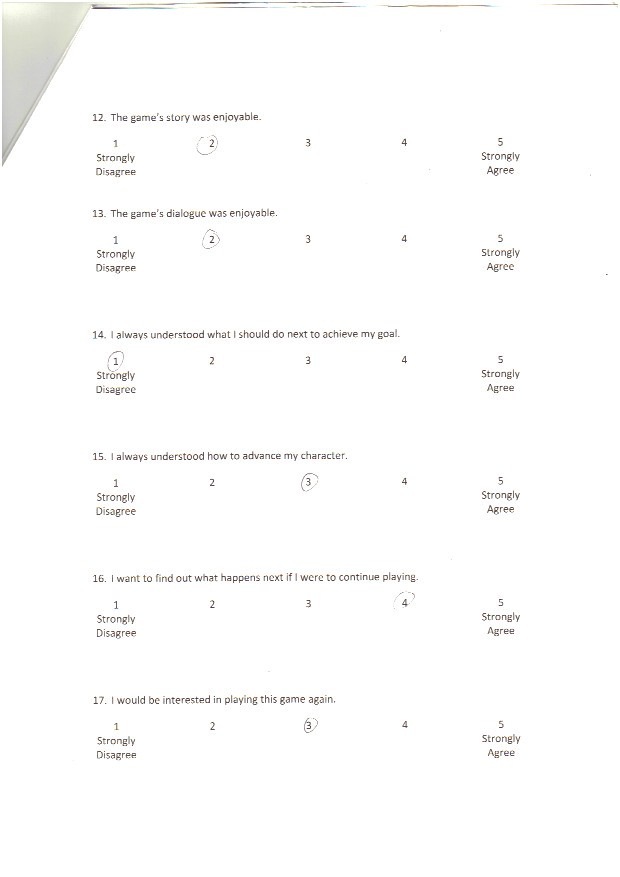 12. The game's story was enjoyable.
1 2 3 4 5
Strongly Strongly
Disagree Agree
13. The game's dialogue was enjoyable.
1 2 3 4 5
Strongly Strongly
Disagree Agree
14. I always understood what I should do next to achieve my goal.
1 2 3 4 5
Strongly Strongly
Disagree Agree
15. I always understood how to advance my character.
1 2 3 4 5
Strongly Strongly
Disagree Agree
16. I want to find out what happens next if I were to continue playing.
1 2 3 4 5
Strongly Strongly
Disagree Agree
17. I would be interested in playing this game again.
1 2 3 4 5
Strongly Strongly
Disagree Agree